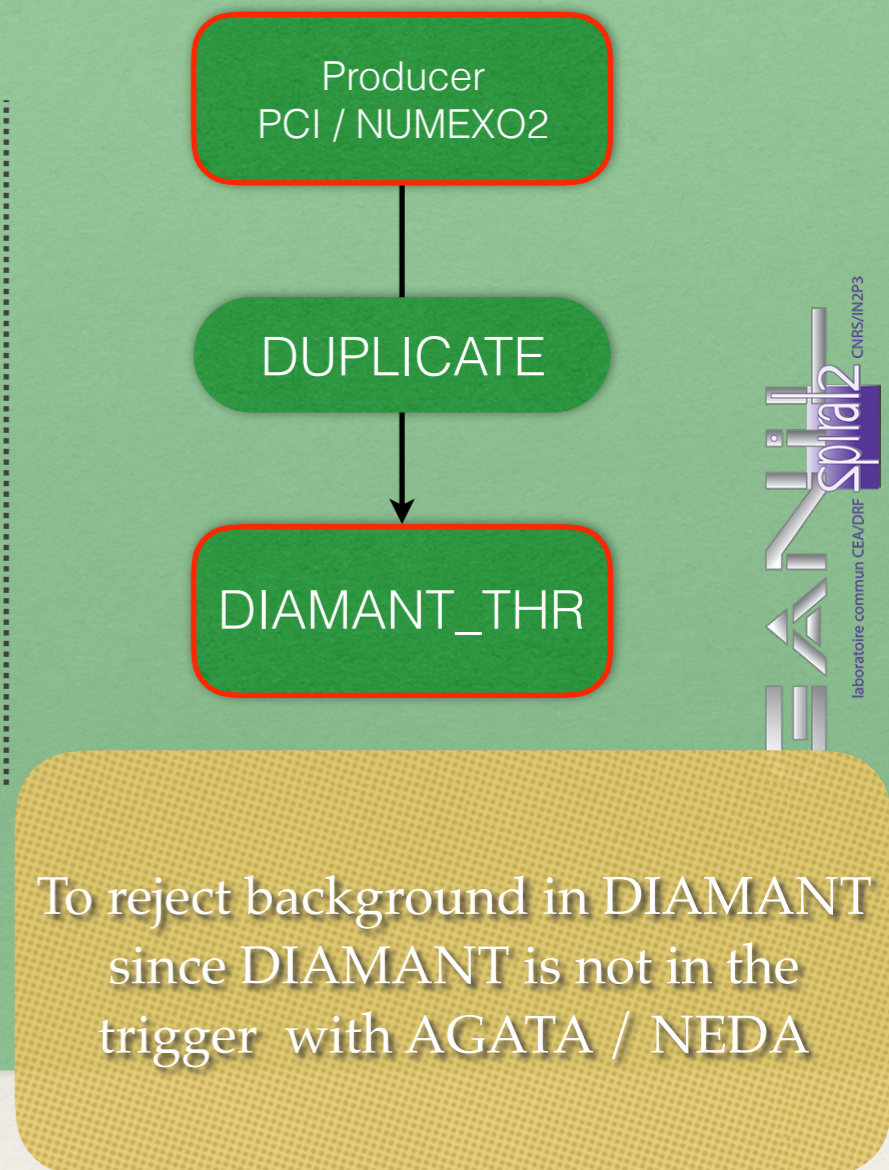 Producer
PCI / NUMEXO2
DUPLICATE
DIAMANT_THR
laboratoire commun CEA/DRF
spiral2
CNRS/IN2P3
To reject background in DIAMANT
since DIAMANT is not in the
trigger with AGATA / NEDA